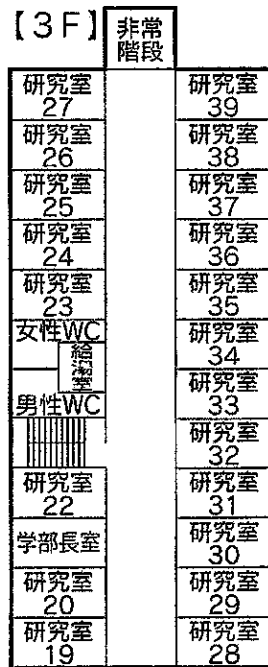 【3F】
非常
階段
研究室
27
研究室
39
研究室
26
研究室
38
研究室
25
研究室
37
研究室
24
研究室
36
研究室
23
研究室
35
女性WC
給湯室
研究室
34
男性WC
研究室
33
研究室
32
研究室
22
研究室
31
学部長室
研究室
30
研究室
20
研究室
29
研究室
19
研究室
28